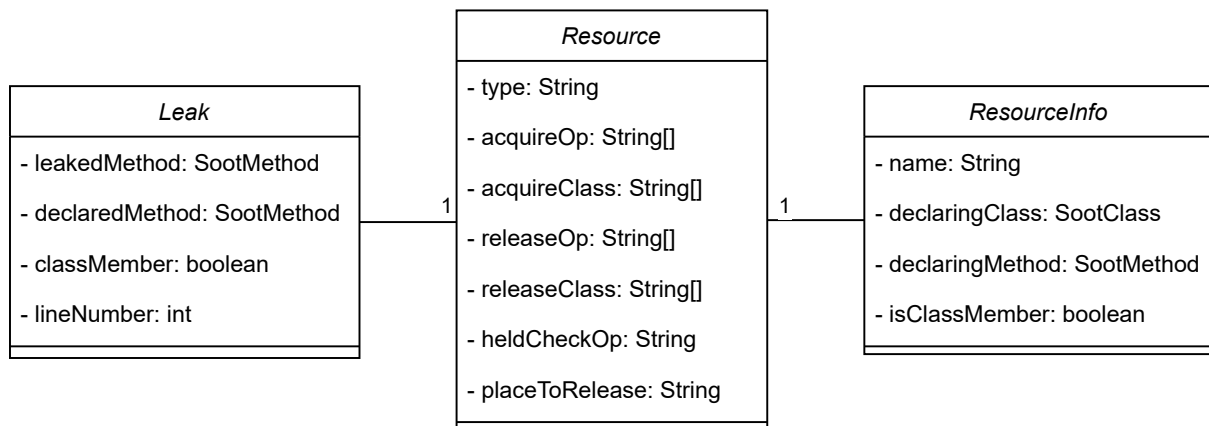 Leak
- leakedMethod: SootMethod
- declaredMethod: SootMethod
- classMember: boolean
- lineNumber: int
1
Resource
- type: String
- acquireOp: String[]
- acquireClass: String[]
- releaseOp: String[]
- releaseClass: String[]
- heldCheckOp: String
- placeToRelease: String
1
ResourceInfo
- name: String
- declaringClass: SootClass
- declaringMethod: SootMethod
- isClassMember: boolean